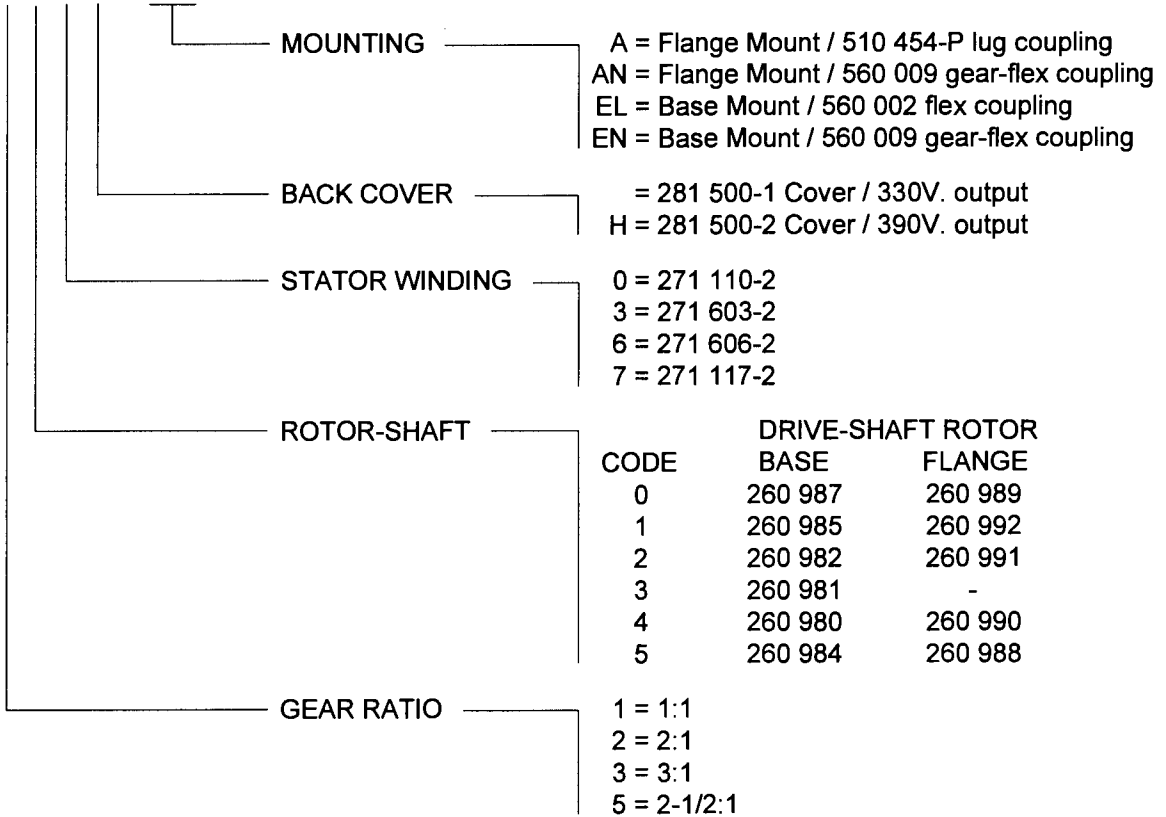 MOUNTING A = Flange Mount / 510 454-P lug coupling
AN = Flange Mount / 560 009 gear-flex coupling
EL = Base Mount / 560 002 flex coupling
EN = Base Mount / 560 009 gear-flex coupling
BACK COVER = 281 500-1 Cover / 330V. output
H = 281 500-2 Cover / 390V. output
STATOR WINDING 0 = 271 110-2
3 = 271 603-2
6 = 271 606-2
7 = 271 117-2
ROTOR-SHAFT DRIVE-SHAFT ROTOR
CODE BASE FLANGE
0 260 987 260 989
1 260 985 260 992
2 260 982 260 991
3 260 981 -
4 260 980 260 990
5 260 984 260 988
GEAR RATIO 1 = 1:1
2 = 2:1
3 = 3:1
5 = 2-1/2:1